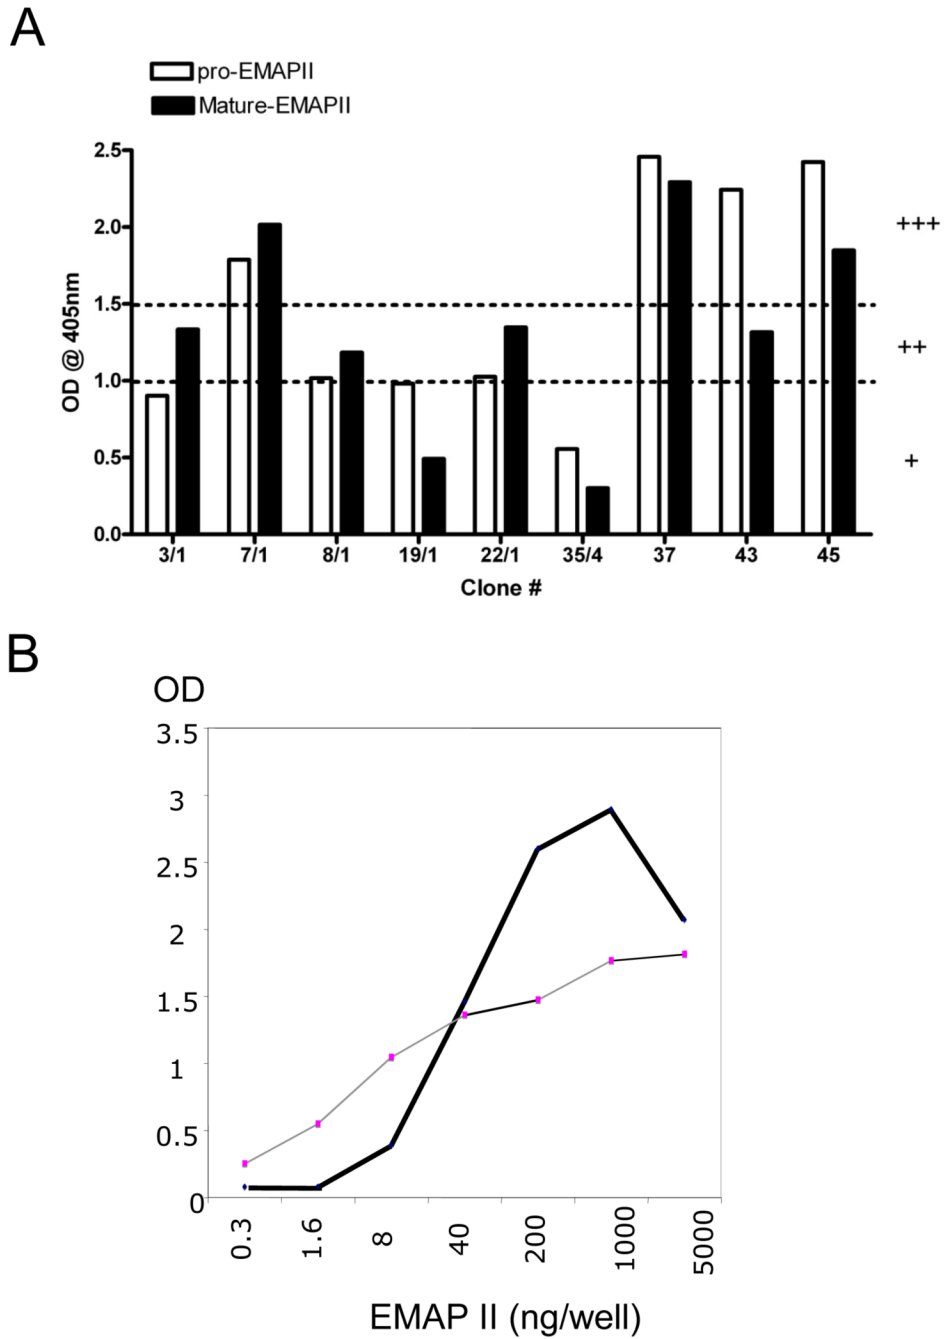 A
pro-EMAPII
Mature-EMAPII
OD @ 405nm
2.5
2.0
1.5
1.0
0.5
0.0
+++
++
+
3/1 7/1 8/1 19/1 22/1 35/4 37 43 45
Clone #
B
OD
3.5
3
2.5
2
1.5
1
0.5
0
0.3 1.6 8 40 200 1000 5000
EMAP II (ng/well)